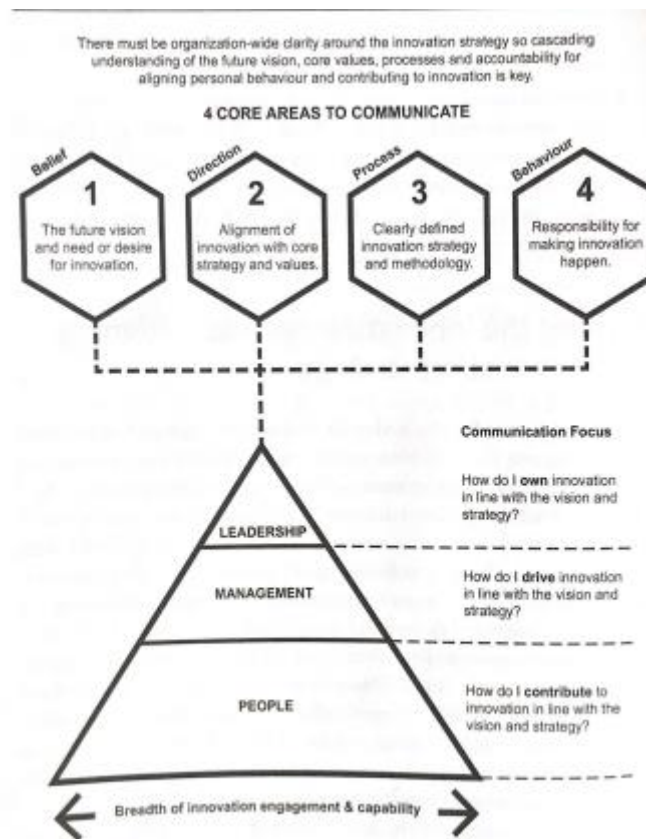 There must be organization-wide clarity around the innovation strategy so cascading
understanding of the future vision, core values, processes and accountability for
aligning personal behaviour and contributing to innovation is key.
4 CORE AREAS TO COMMUNICATE
Belief
1
The future vision
and need or desire
for innovation.
Direction
2
Alignment of
innovation with core
strategy and values.
Process
3
Clearly defined
innovation strategy
and methodology.
Behaviour
4
Responsibility for
making innovation
happen.
Communication Focus
LEADERSHIP
How do I own innovation
in line with the vision and
strategy?
MANAGEMENT
How do I drive innovation
in line with the vision and
strategy?
PEOPLE
How do I contribute to
innovation in line with the
vision and strategy?
Breadth of innovation engagement & capability